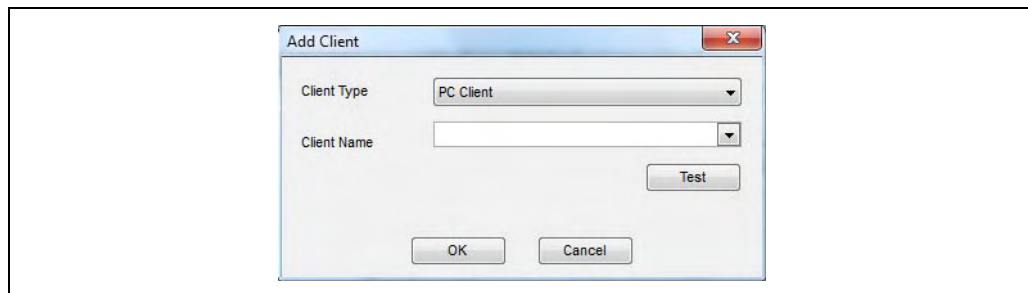 Add Client
Client Type PC Client
Client Name
Test
OK Cancel